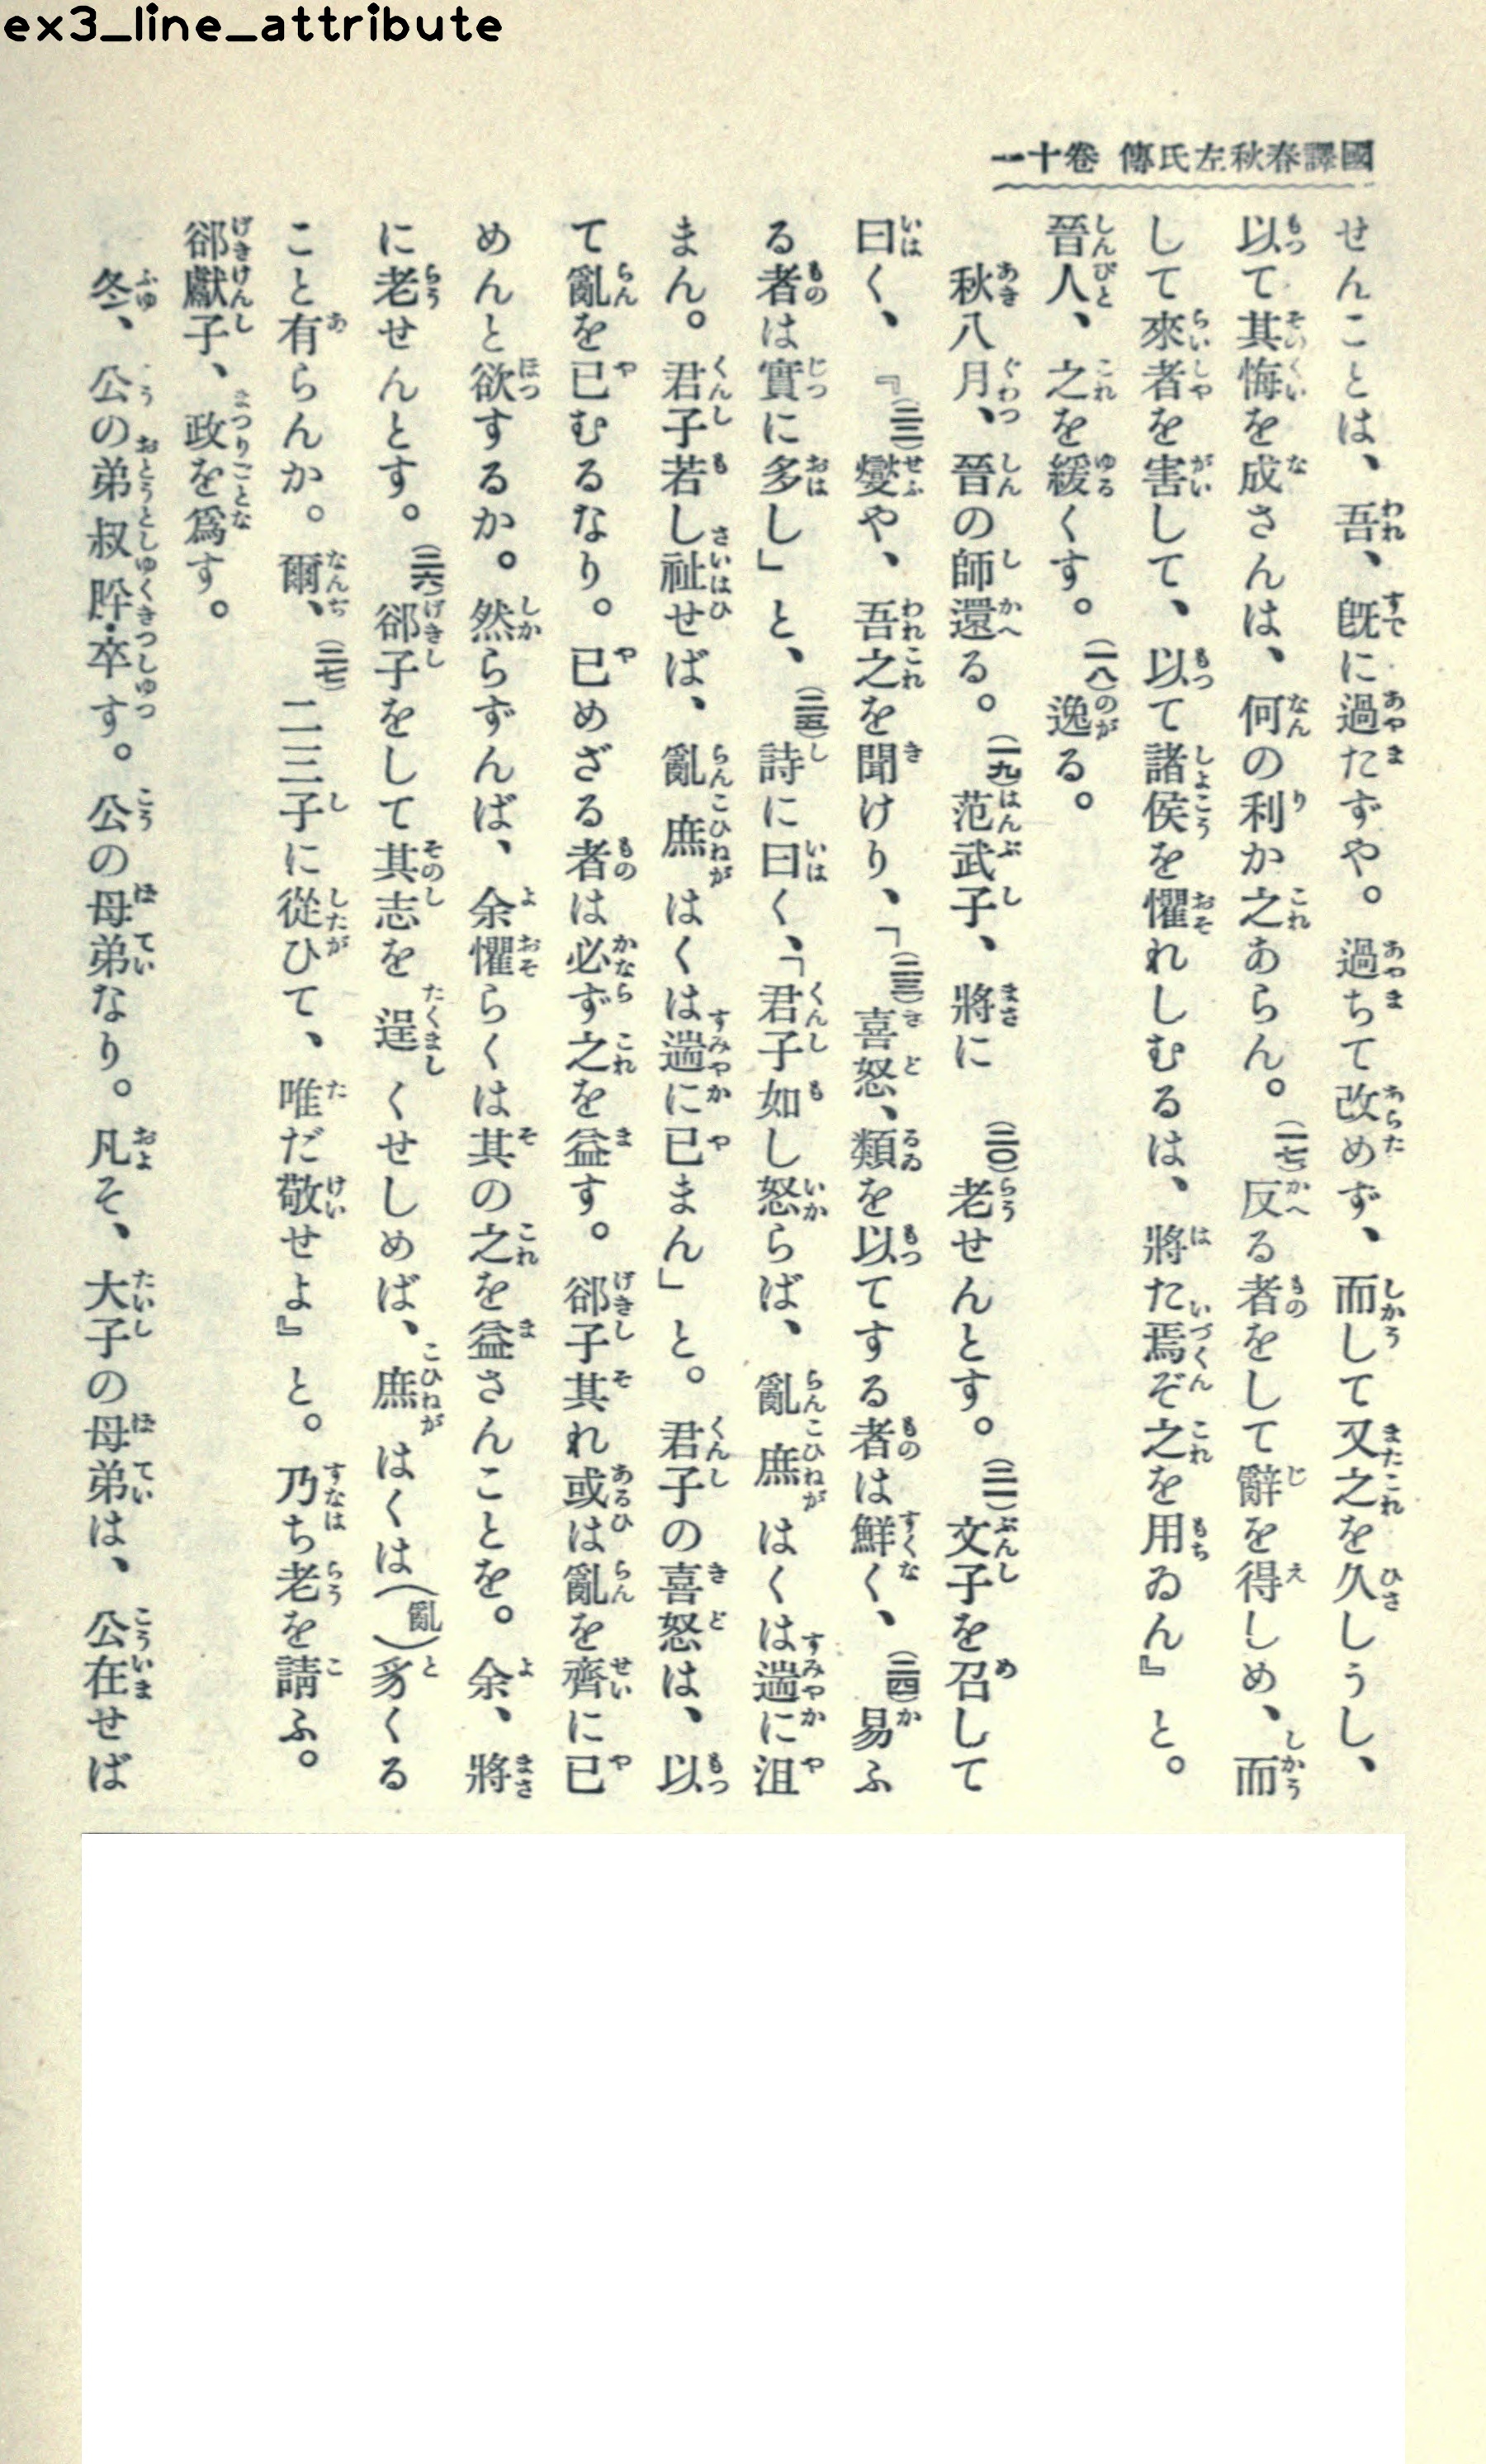 ex3_line_attribute
國譯春秋左氏傳 卷十一
せんことは、吾、既に過たずや。過ちて改めず、而して又之を久しうし、
以て其悔を成さんは、何の利か之あらん。(一七)反る者をして辭を得しめ、而
して來者を害して、以て諸侯を懼れしむるは、將た焉ぞ之を用ゐん』と。
晉人、之を緩くす。(一八)逸る。
秋八月、晉の師還る。(一九)范武子、將に(二〇)老せんとす。(二一)文子を召して
曰く、『(二二)燮や、吾之を聞けり、「(二三)喜怒、類を以てする者は鮮く、(二四)易ふ
る者は實に多し」と、(二五)詩に曰く、「君子如し怒らば、亂庶はくは遄に沮
まん。君子若し祉せば、亂庶はくは遄に已まん」と。君子の喜怒は、以
て亂を已むるなり。已めざる者は必ず之を益す。郤子其れ或は亂を齊に已
めんと欲するか。然らずんば、余懼らくは其の之を益さんことを。余、將
に老せんとす。(二六)郤子をして其志を逞くせしめば、庶はくは(亂)豸くる
こと有らんか。爾、(二七)二三子に從ひて、唯だ敬せよ』と。乃ち老を請ふ。
郤獻子、政を爲す。
冬、公の弟叔肸卒す。公の母弟なり。凡そ、大子の母弟は、公在せば